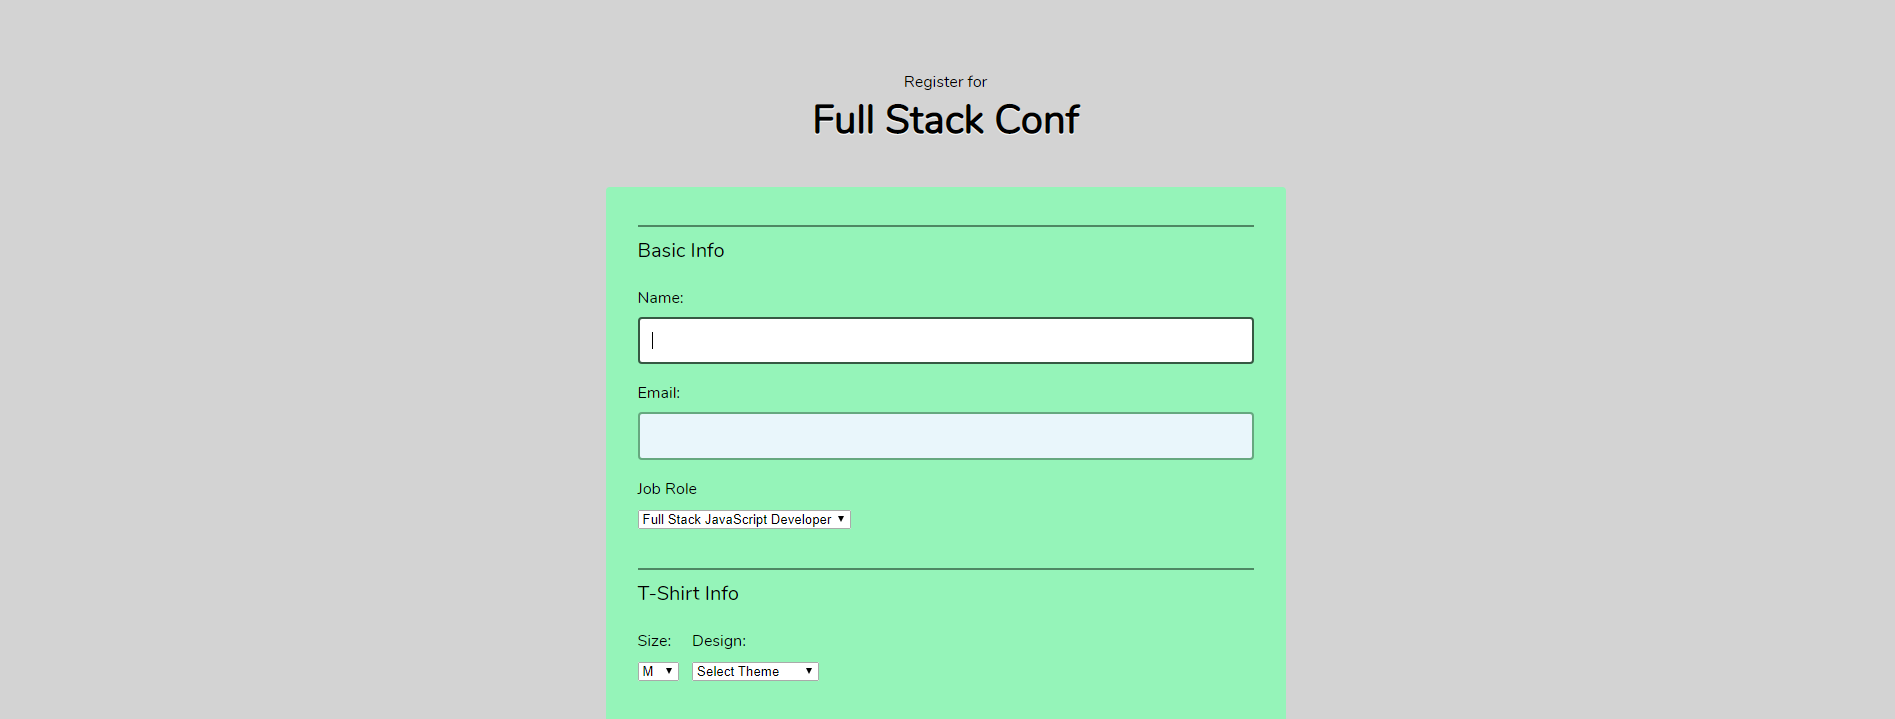 Register for
Full Stack Conf
Basic Info
Name:
Email:
Job Role
Full Stack JavaScript Developer
T-Shirt Info
Size: Design:
M Select Theme